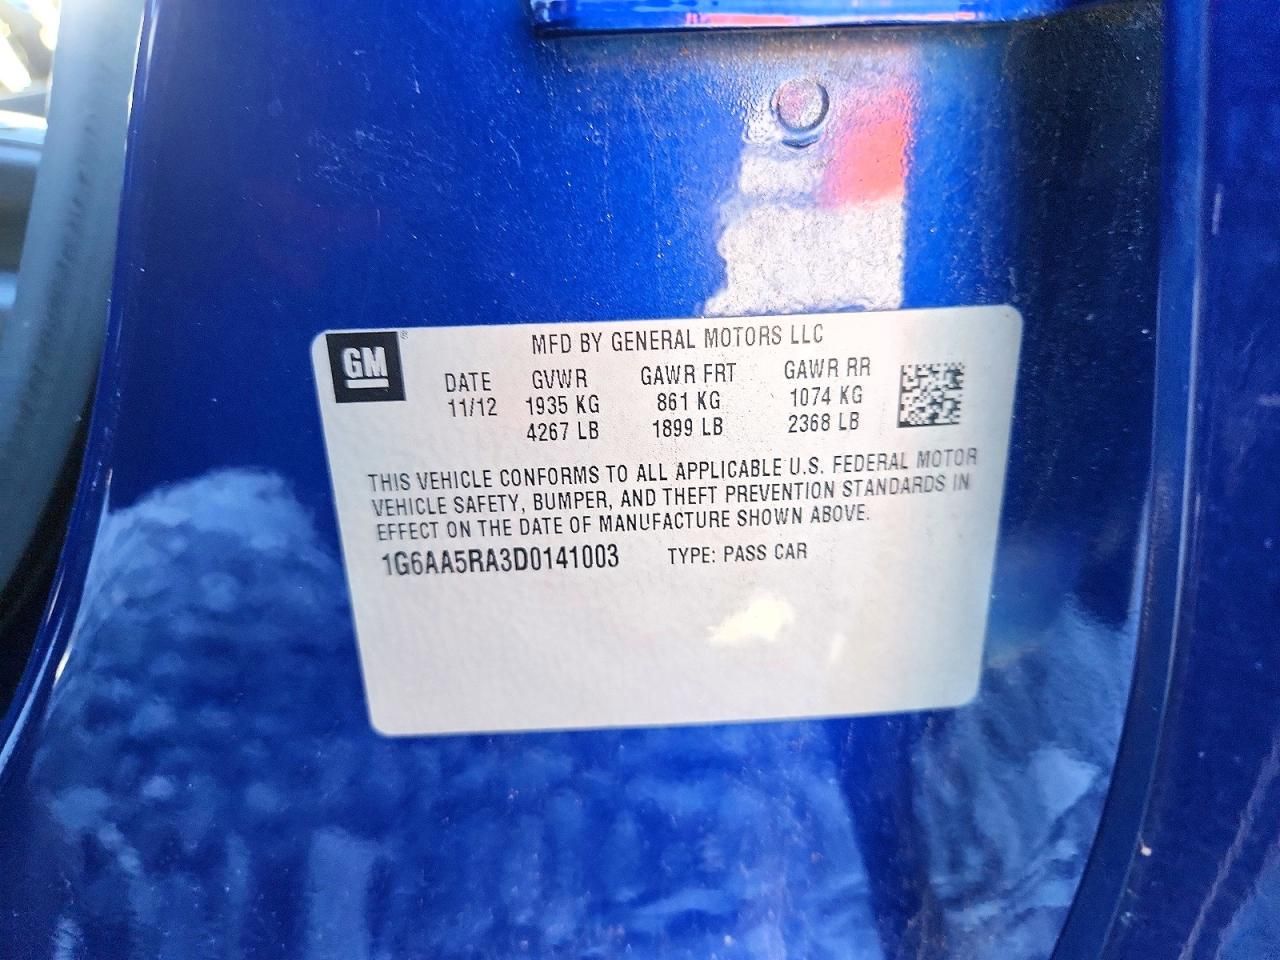 GM ®
MFD BY GENERAL MOTORS LLC
DATE GVWR GAWR FRT GAWR RR
11/12 1935 KG 861 KG 1074 KG
4267 LB 1899 LB 2368 LB
THIS VEHICLE CONFORMS TO ALL APPLICABLE U.S. FEDERAL MOTOR
VEHICLE SAFETY, BUMPER, AND THEFT PREVENTION STANDARDS IN
EFFECT ON THE DATE OF MANUFACTURE SHOWN ABOVE.
1G6AA5RA3D0141003 TYPE: PASS CAR